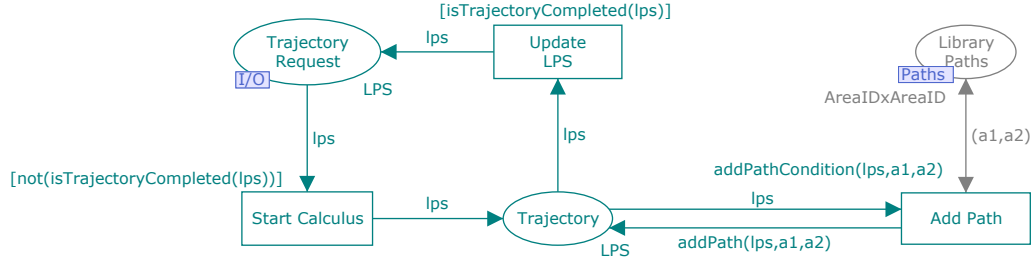 [isTrajectoryCompleted(lps)]
Trajectory
Request
I/O
LPS
lps
Update
LPS
Library
Paths
Paths
AreaIDxAreaID
lps
lps
(a1,a2)
[not(isTrajectoryCompleted(lps))]
addPathCondition(lps,a1,a2)
Start Calculus
lps
Trajectory
LPS
lps
addPath(lps,a1,a2)
Add Path